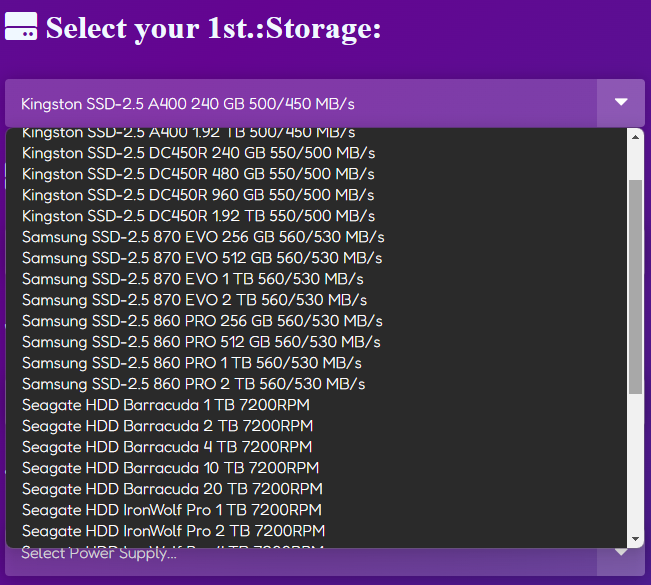 Select your 1st.:Storage:
Kingston SSD-2.5 A400 240 GB 500/450 MB/s
Kingston SSD-2.5 A400 1.92 TB 500/450 MB/s
Kingston SSD-2.5 DC450R 240 GB 550/500 MB/s
Kingston SSD-2.5 DC450R 480 GB 550/500 MB/s
Kingston SSD-2.5 DC450R 960 GB 550/500 MB/s
Kingston SSD-2.5 DC450R 1.92 TB 550/500 MB/s
Samsung SSD-2.5 870 EVO 256 GB 560/530 MB/s
Samsung SSD-2.5 870 EVO 512 GB 560/530 MB/s
Samsung SSD-2.5 870 EVO 1 TB 560/530 MB/s
Samsung SSD-2.5 870 EVO 2 TB 560/530 MB/s
Samsung SSD-2.5 860 PRO 256 GB 560/530 MB/s
Samsung SSD-2.5 860 PRO 512 GB 560/530 MB/s
Samsung SSD-2.5 860 PRO 1 TB 560/530 MB/s
Samsung SSD-2.5 860 PRO 2 TB 560/530 MB/s
Seagate HDD Barracuda 1 TB 7200RPM
Seagate HDD Barracuda 2 TB 7200RPM
Seagate HDD Barracuda 4 TB 7200RPM
Seagate HDD Barracuda 10 TB 7200RPM
Seagate HDD Barracuda 20 TB 7200RPM
Seagate HDD IronWolf Pro 1 TB 7200RPM
Seagate HDD IronWolf Pro 2 TB 7200RPM
Select Power Supply...